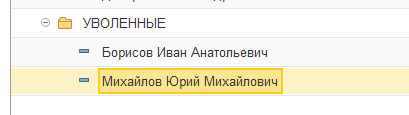 УВОЛЕННЫЕ
Борисов Иван Анатольевич
Михайлов Юрий Михайлович